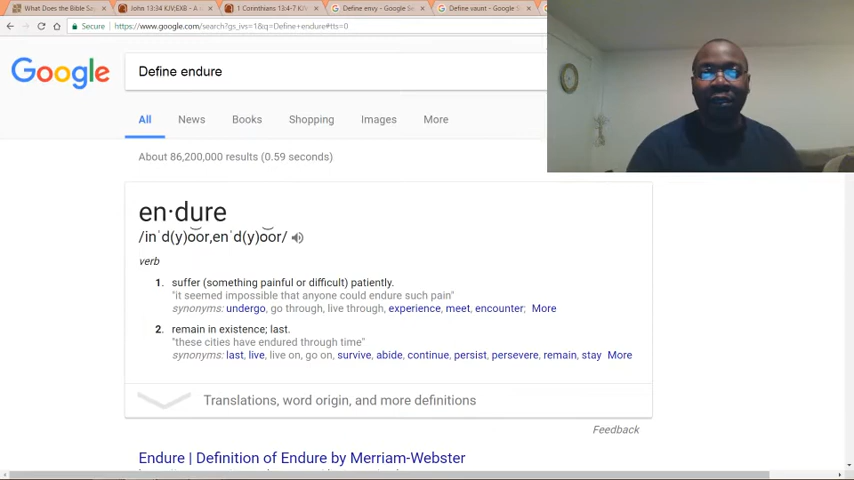 What Does the Bible Say
John 13:34 KJV;EXB - A
1 Corinthians 13:4-7 KJV
Define envy - Google Se
Define vaunt - Google S
Secure https://www.google.com/search?gs_ivs=1&q=Define+endure#tts=0
Google
Define endure
All News Books Shopping Images More
About 86,200,000 results (0.59 seconds)
en·dure
/inˈd(y)o͝or,enˈd(y)o͝or/
verb
1. suffer (something painful or difficult) patiently.
"it seemed impossible that anyone could endure such pain"
synonyms: undergo, go through, live through, experience, meet, encounter; More
2. remain in existence; last.
"these cities have endured through time"
synonyms: last, live, live on, go on, survive, abide, continue, persist, persevere, remain, stay More
Translations, word origin, and more definitions
Feedback
Endure | Definition of Endure by Merriam-Webster